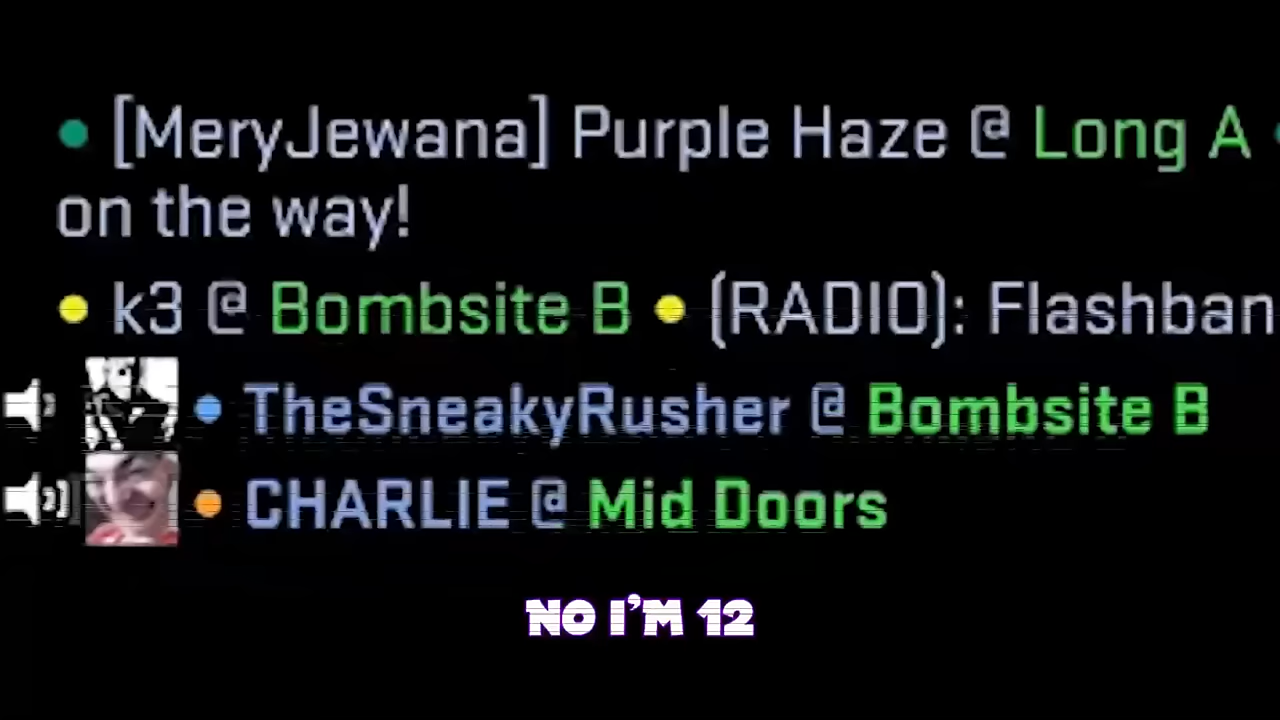 • [MeryJewana] Purple Haze @ Long A •
on the way!
• k3 @ Bombsite B • (RADIO): Flashban
• TheSneakyRusher @ Bombsite B
• CHARLIE @ Mid Doors
NO I'M 12